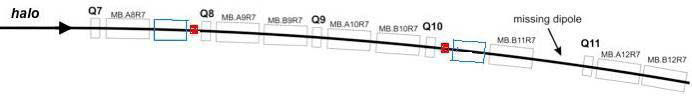 halo
Q7
MB.A8R7
Q8
MB.A9R7
MB.B9R7
Q9
MB.A10R7
MB.B10R7
Q10
MB.B11R7
missing dipole
Q11
MB.A12R7
MB.B12R7